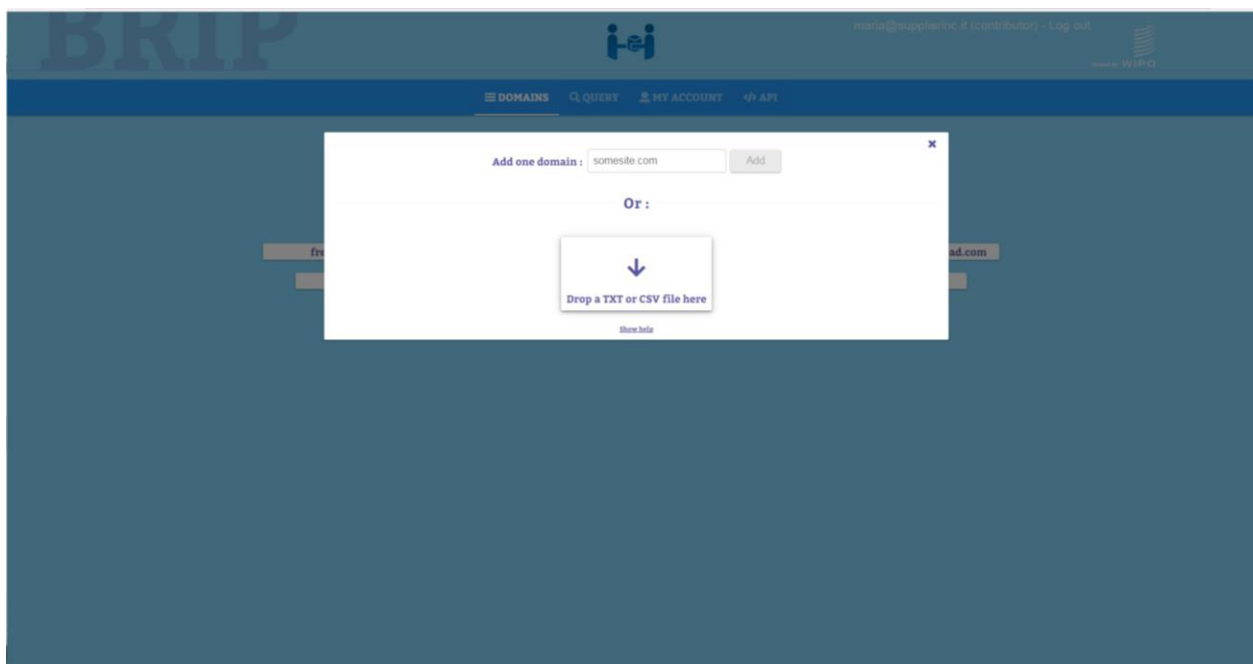 BRIP
maria@supplierinc.it (contributor) - Log out
WIPO
DOMAINS QUERY MY ACCOUNT </> API
Add one domain : somesite.com Add
Or :
fre
ad.com
Drop a TXT or CSV file here
Show help